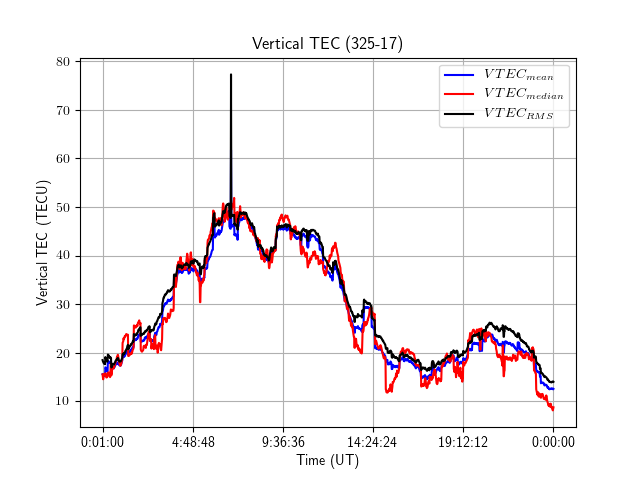 Vertical TEC (325-17)
VTEC_mean
VTEC_median
VTEC_RMS
80
70
60
50
40
30
20
10
Vertical TEC (TECU)
0:01:00 4:48:48 9:36:36 14:24:24 19:12:12 0:00:00
Time (UT)